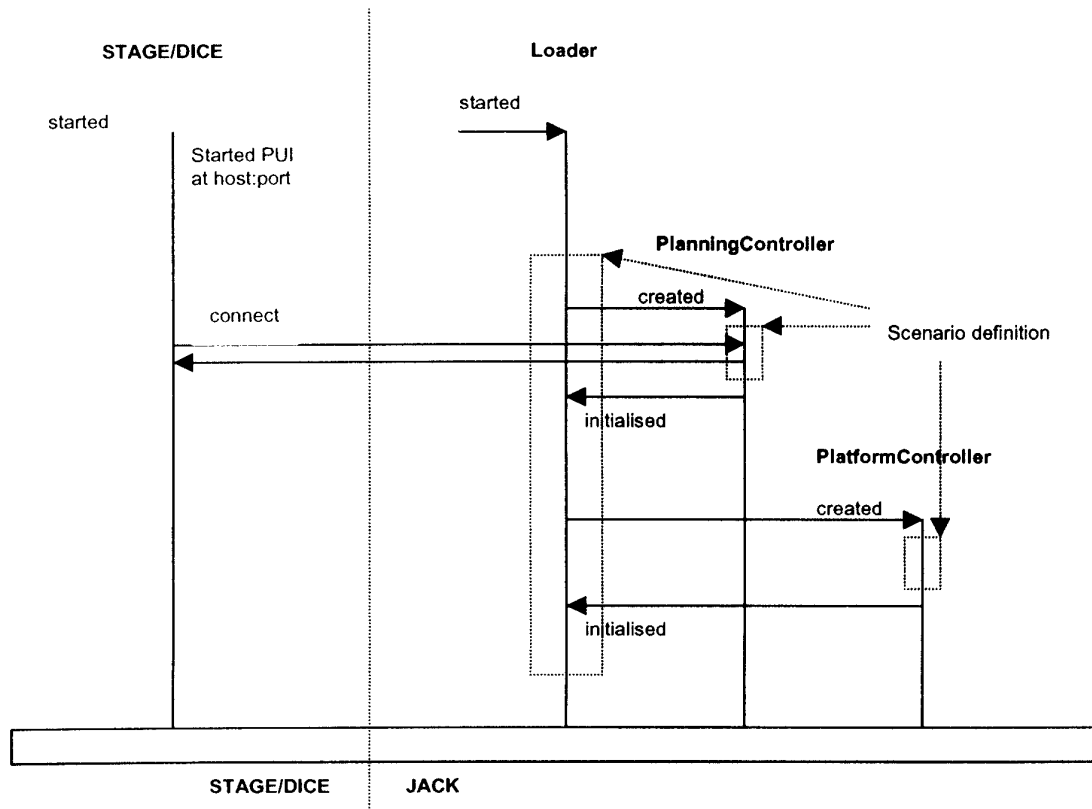 STAGE/DICE
Loader
started
started
Started PUI
at host:port
PlanningController
created
connect
Scenario definition
initialised
PlatformController
created
initialised
STAGE/DICE
JACK